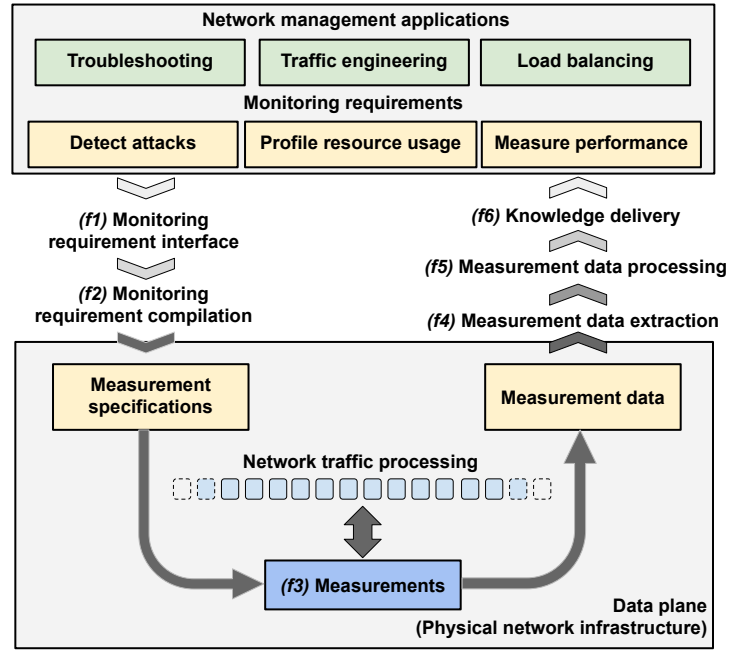 Network management applications
Troubleshooting
Traffic engineering
Load balancing
Monitoring requirements
Detect attacks
Profile resource usage
Measure performance
(f1) Monitoring
requirement interface
(f2) Monitoring
requirement compilation
(f6) Knowledge delivery
(f5) Measurement data processing
(f4) Measurement data extraction
Measurement
specifications
Measurement data
Network traffic processing
(f3) Measurements
Data plane
(Physical network infrastructure)